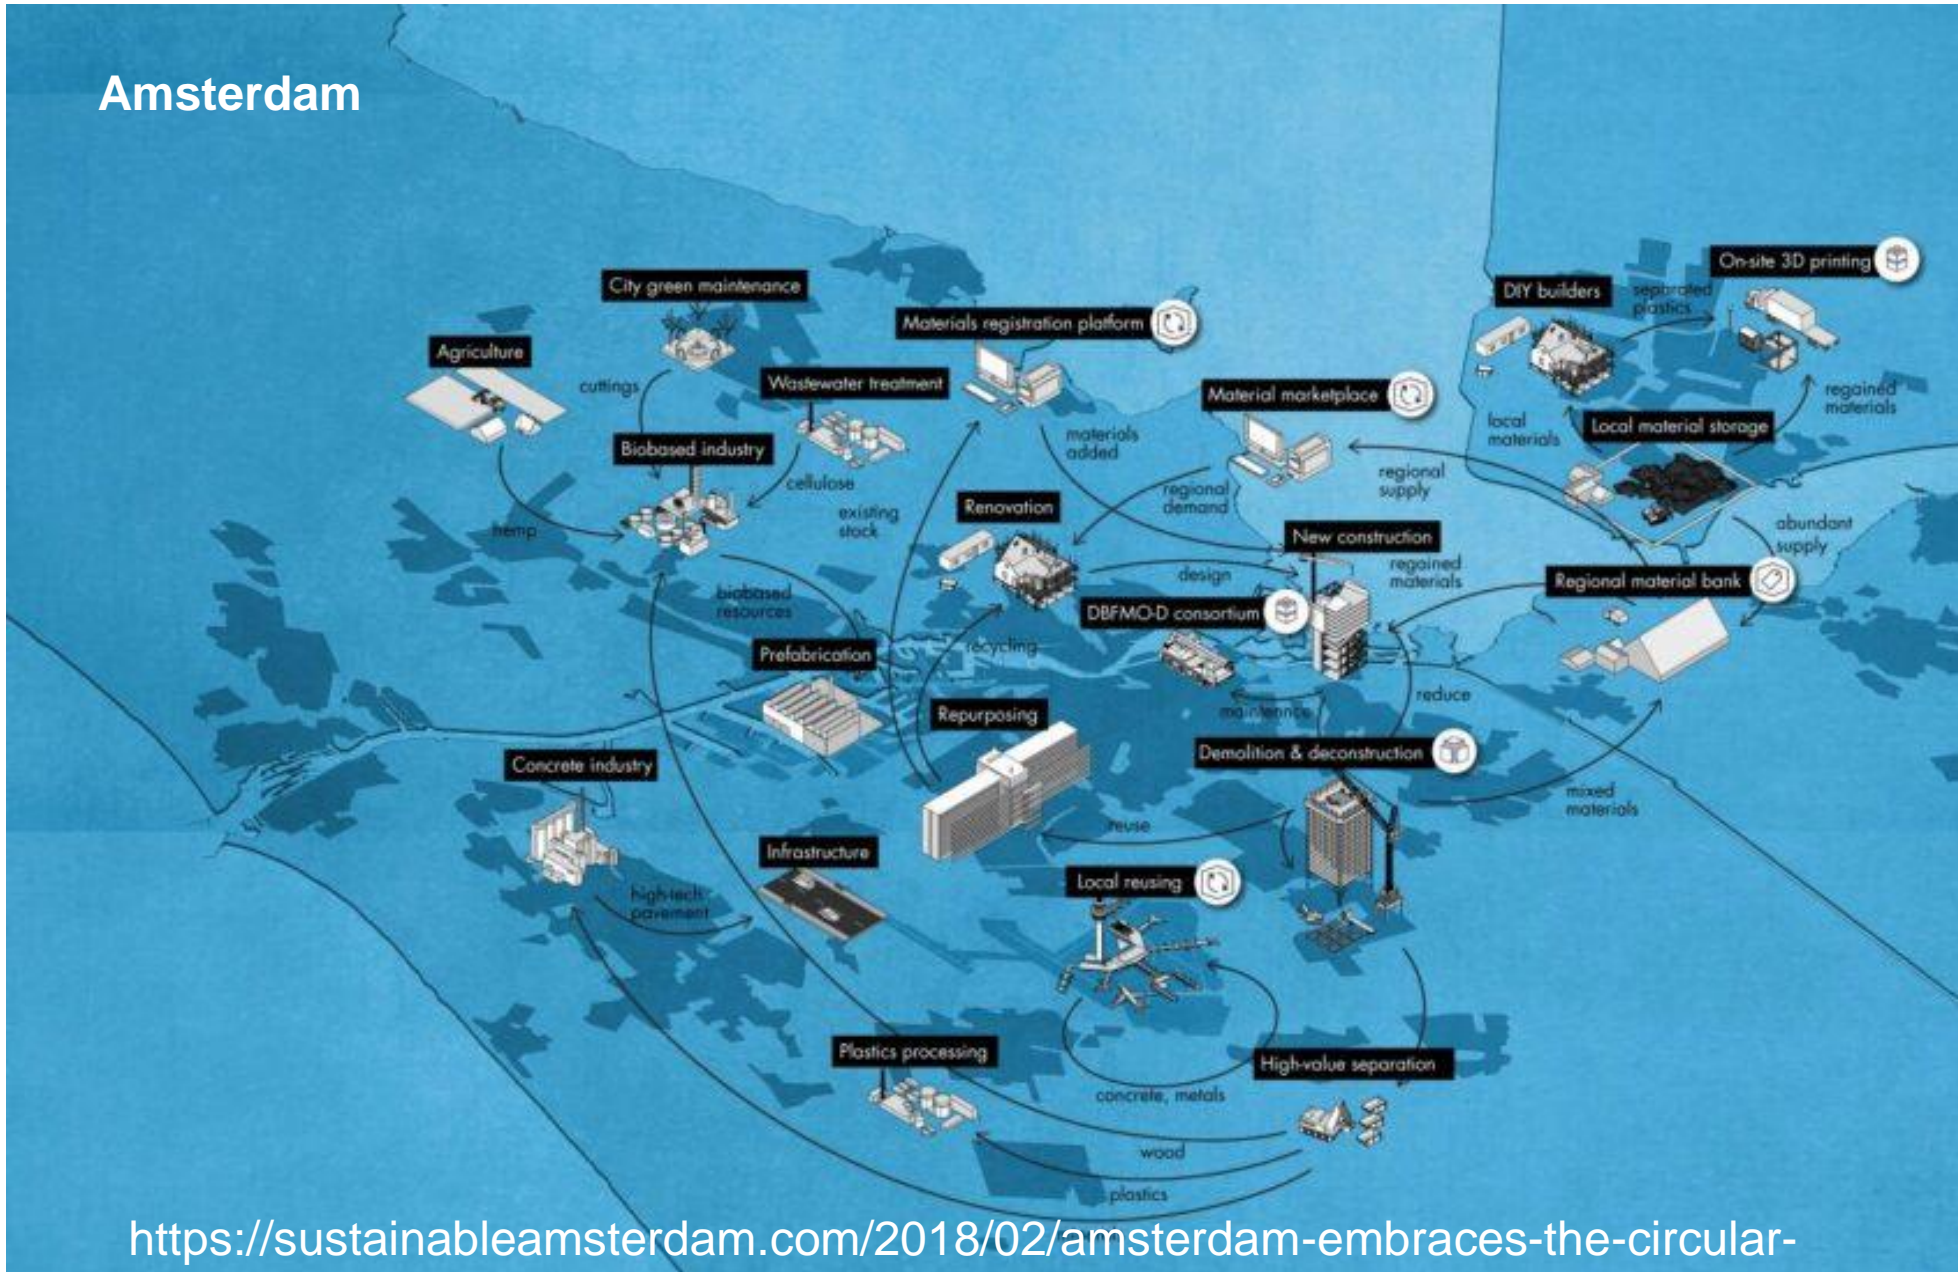 Amsterdam
On-site 3D printing
City green maintenance
DIY builders
separated
plastics
Materials registration platform
Agriculture
cuttings
Wastewater treatment
Material marketplace
regained
materials
local
materials
Local material storage
materials
added
Biobased industry
cellulose
regional
supply
regional
demand
existing
stock
Renovation
hemp
abundant
supply
New construction
design
regained
materials
Regional material bank
biobased
resources
DBFMO-D consortium
Prefabrication
recycling
reduce
maintennce
Repurposing
Demolition & deconstruction
Concrete industry
mixed
materials
reuse
Infrastructure
Local reusing
high-tech
pavement
Plastics processing
High-value separation
concrete, metals
wood
plastics
https://sustainableamsterdam.com/2018/02/amsterdam-embraces-the-circular-